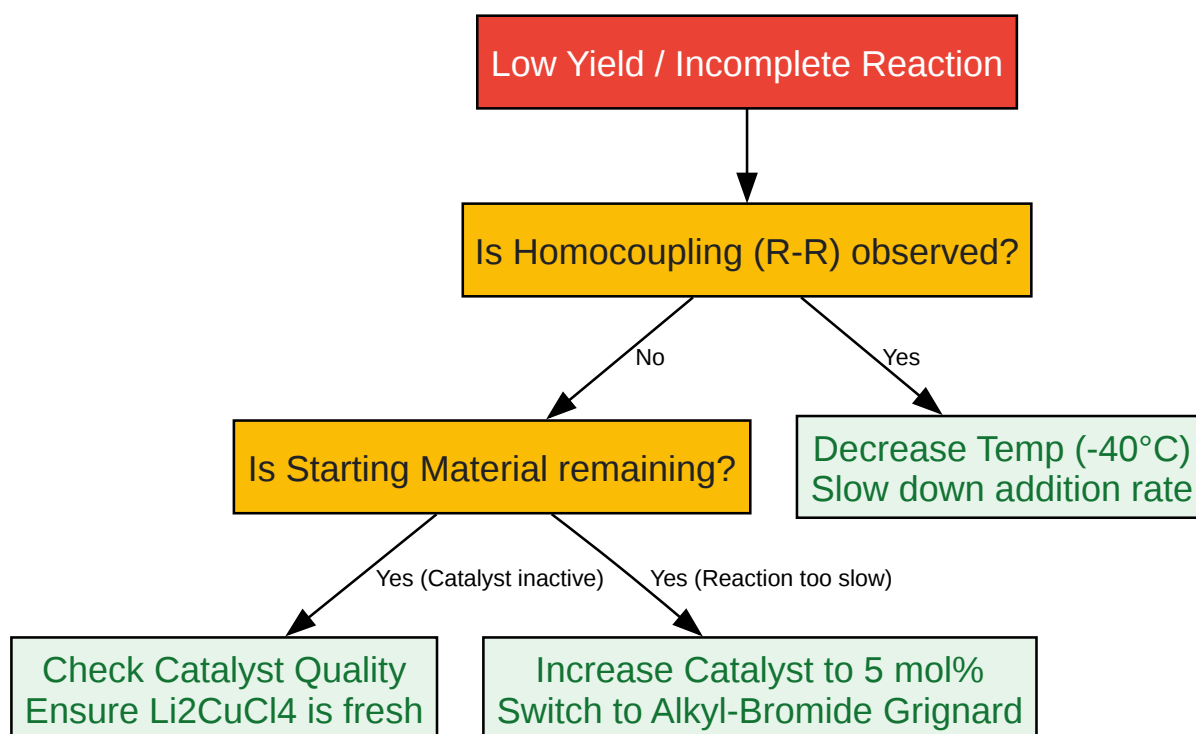 Low Yield / Incomplete Reaction
Is Homocoupling (R-R) observed?
No
Yes
Is Starting Material remaining?
Decrease Temp (-40°C)
Slow down addition rate
Yes (Catalyst inactive)
Yes (Reaction too slow)
Check Catalyst Quality
Ensure Li2CuCl4 is fresh
Increase Catalyst to 5 mol%
Switch to Alkyl-Bromide Grignard